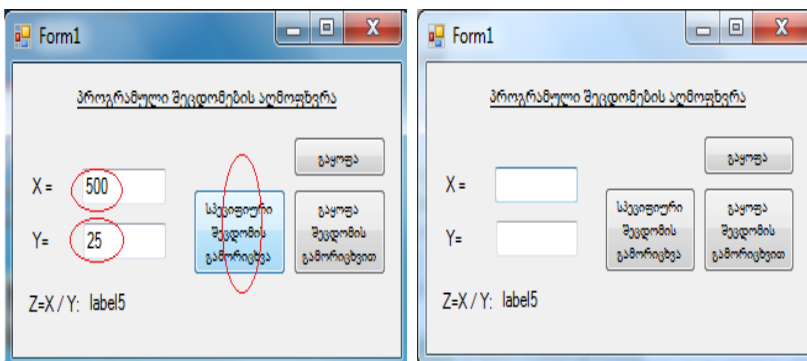 Form1
პროგრამული შეცდომების აღმოფხვრა
გაყოფა
X = 500
სპეციფიური
შეცდომის
გამორიცხვა
გაყოფა
შეცდომის
გამორიცხვით
Y= 25
Z=X / Y: label5
Form1
პროგრამული შეცდომების აღმოფხვრა
გაყოფა
X =
სპეციფიური
შეცდომის
გამორიცხვა
გაყოფა
შეცდომის
გამორიცხვით
Y=
Z=X / Y: label5